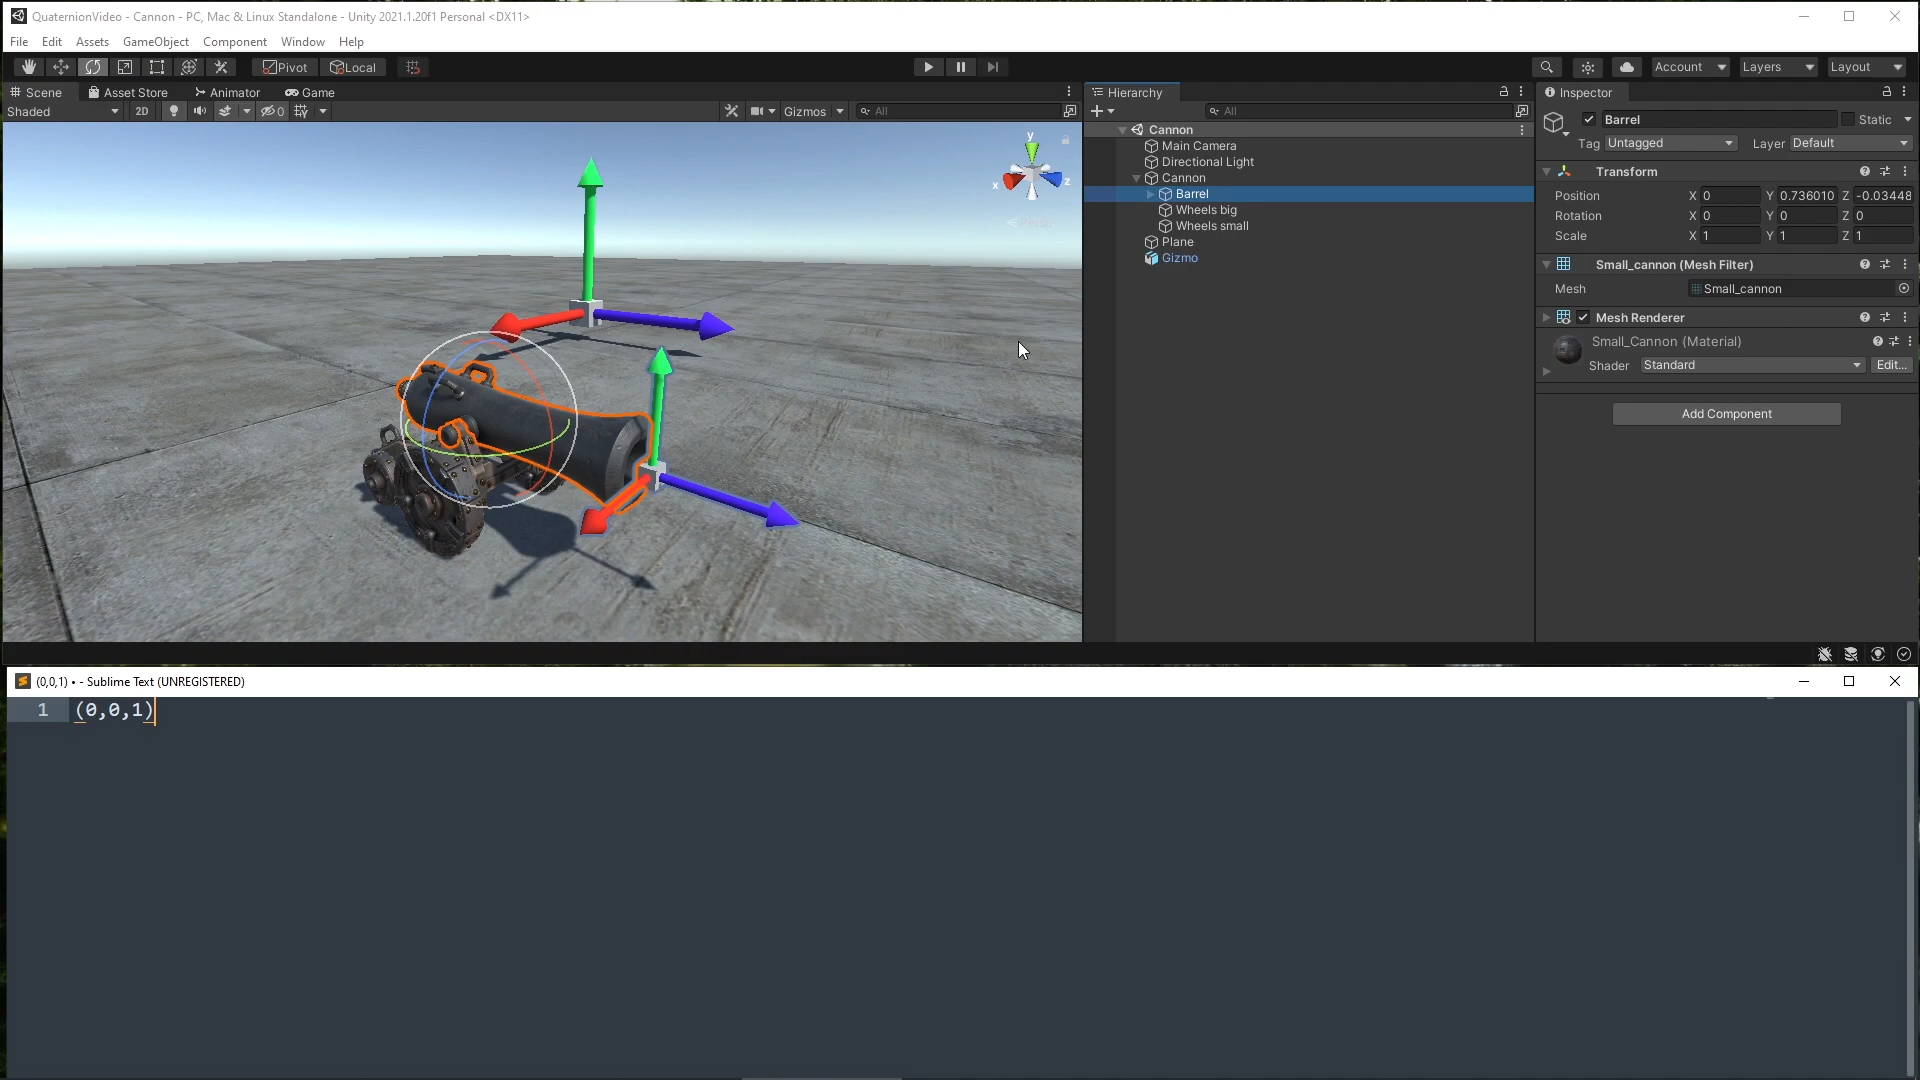 QuaternionVideo - Cannon - PC, Mac & Linux Standalone - Unity 2021.1.20f1 Personal <DX11>
File Edit Assets GameObject Component Window Help
Pivot Local Account Layers Layout
Scene Asset Store Animator Game
Shaded 2D 0 Gizmos All
y
x
z
Persp
Hierarchy
All
Cannon
Main Camera
Directional Light
Cannon
Barrel
Wheels big
Wheels small
Plane
Gizmo
Inspector
Barrel Static
Tag Untagged Layer Default
Transform
Position X 0 Y 0.736010 Z -0.03448
Rotation X 0 Y 0 Z 0
Scale X 1 Y 1 Z 1
Small_cannon (Mesh Filter)
Mesh Small_cannon
Mesh Renderer
Small_Cannon (Material)
Shader Standard Edit...
Add Component
(0,0,1) • - Sublime Text (UNREGISTERED)
1 (0,0,1)